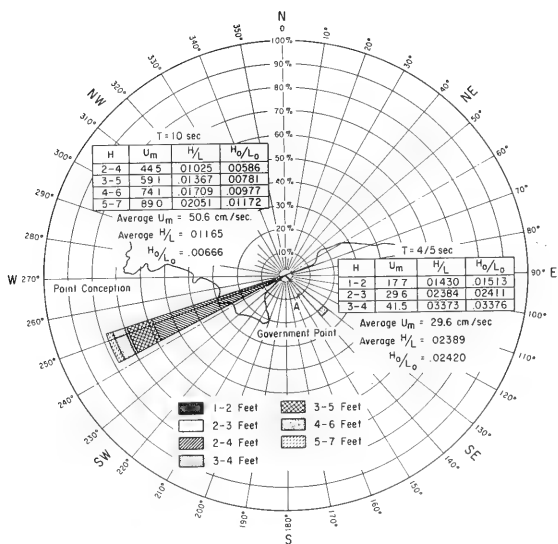 N
0
350°
10°
340°
20°
330°
30°
NW
NE
320°
40°
310°
50°
300°
60°
290°
70°
280°
80°
W 270°
90° E
260°
100°
250°
110°
240°
120°
230°
130°
SW
SE
220°
140°
210°
150°
200°
160°
190°
170°
180°
S
100%
90%
80%
70%
60%
50%
40%
30%
20%
10%
T = 10 sec
H Um H/L Ho/Lo
2-4 44.5 .01025 .00586
3-5 59.1 .01367 .00781
4-6 74.1 .01709 .00977
5-7 89.0 .02051 .01172
Average Um = 50.6 cm/sec.
Average H/L = .01165
Ho/Lo = .00666
Point Conception
Government Point
A
T = 4/5 sec
H Um H/L Ho/Lo
1-2 17.7 .01430 .01513
2-3 29.6 .02384 .02411
3-4 41.5 .03373 .03376
Average Um = 29.6 cm/sec
Average H/L = .02389
Ho/Lo = .02420
1-2 Feet
2-3 Feet
2-4 Feet
3-4 Feet
3-5 Feet
4-6 Feet
5-7 Feet